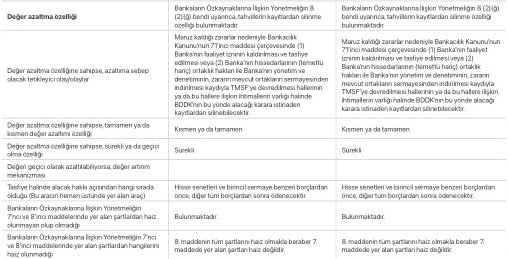 Değer azaltma özelliği
Bankaların Özkaynaklarına İlişkin Yönetmeliğin 8
(2)(ğ) bendi uyarınca, tahvillerin kayıtlardan silinme
özelliği bulunmaktadır.
Bankaların Özkaynaklarına İlişkin Yönetmeliğin 8 (2)(ğ)
bendi uyarınca, tahvillerin kayıtlardan silinme özelliği
bulunmaktadır.
Değer azaltma özelliğine sahipse, azaltıma sebep
olacak tetikleyici olay/olaylar
Maruz kaldığı zararlar nedeniyle Bankacılık
Kanunu'nun 71'inci maddesi çerçevesinde (1)
Banka'nın faaliyet izninin kaldırılması ve tasfiye
edilmesi veya (2) Banka'nın hissedarlarının (temettü
hariç) ortaklık hakları ile Banka'nın yönetim ve
denetiminin, zararın mevcut ortakların sermayesinden
indirilmesi kaydıyla TMSF'ye devredilmesi hallerinin
ya da bu hallere ilişkin ihtimallerin varlığı halinde
BDDK'nın bu yönde alacağı karara istinaden
kayıtlardan silinebilecektir.
Maruz kaldığı zararlar nedeniyle Bankacılık Kanunu'nun
71'inci maddesi çerçevesinde (1) Banka'nın faaliyet
izninin kaldırılması ve tasfiye edilmesi veya (2)
Banka'nın hissedarlarının (temettü hariç) ortaklık
hakları ile Banka'nın yönetim ve denetiminin, zararın
mevcut ortakların sermayesinden indirilmesi kaydıyla
TMSF'ye devredilmesi hallerinin ya da bu hallere ilişkin
ihtimallerin varlığı halinde BDDK'nın bu yönde alacağı
karara istinaden kayıtlardan silinebilecektir.
Değer azaltma özelliğine sahipse, tamamen ya da
kısmen değer azaltımı özelliği
Kısmen ya da tamamen
Kısmen ya da tamamen
Değer azaltma özelliğine sahipse, sürekli ya da geçici
olma özelliği
Sürekli
Sürekli
Değeri geçici olarak azaltılabiliyorsa, değer artırım
mekanizması
Tasfiye halinde alacak hakkı açısından hangi sırada
olduğu (Bu aracın hemen üstünde yer alan araç)
Hisse senetleri ve birincil sermaye benzeri borçlardan
önce, diğer tüm borçlardan sonra ödenecektir.
Hisse senetleri ve birincil sermaye benzeri borçlardan
önce, diğer tüm borçlardan sonra ödenecektir.
Bankaların Özkaynaklarına İlişkin Yönetmeliğin
7'nci ve 8'inci maddelerinde yer alan şartlardan haiz
olunmayan olup olmadığı
Bulunmaktadır.
Bulunmaktadır.
Bankaların Özkaynaklarına İlişkin Yönetmeliğin 7'nci
ve 8'inci maddelerinde yer alan şartlardan hangilerini
haiz olunmadığı
8. maddenin tüm şartlarını haiz olmakla beraber 7.
maddede yer alan şartları haiz değildir.
8. maddenin tüm şartlarını haiz olmakla beraber 7.
maddede yer alan şartları haiz değildir.